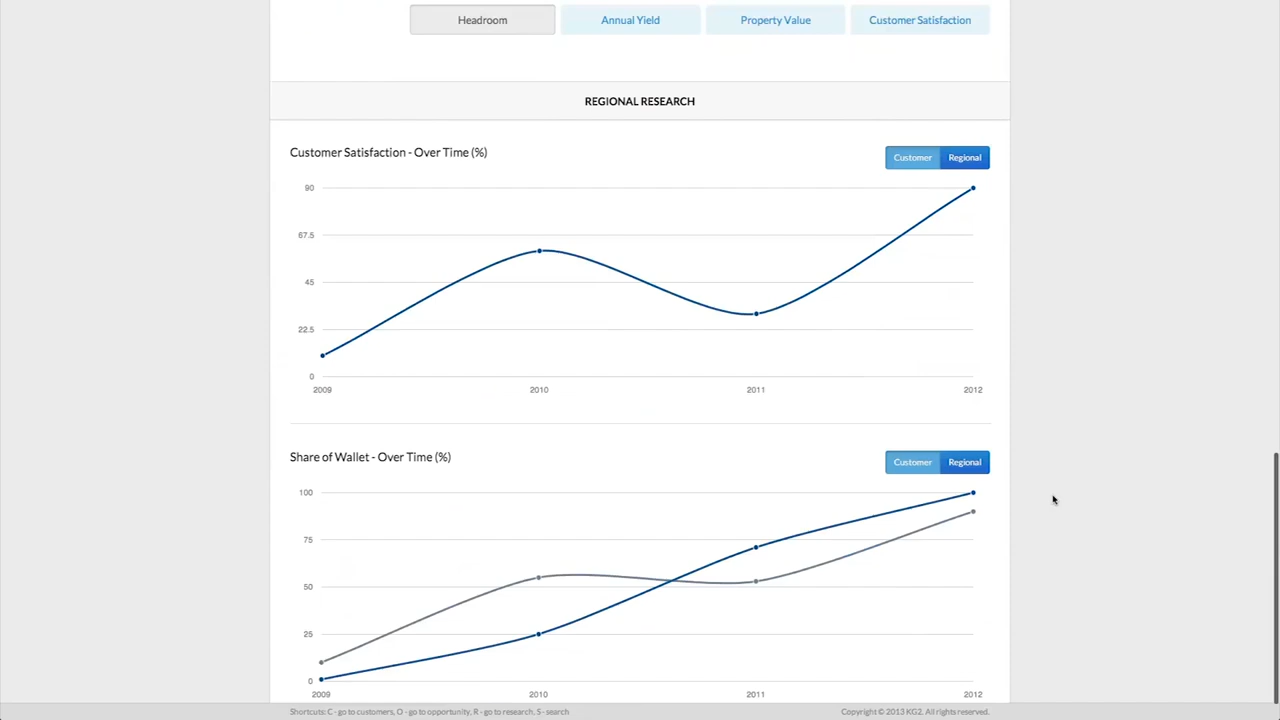 Headroom Annual Yield Property Value Customer Satisfaction
REGIONAL RESEARCH
Customer Satisfaction - Over Time (%)
Customer Regional
90
67.5
45
22.5
0
2009 2010 2011 2012
Share of Wallet - Over Time (%)
Customer Regional
100
75
50
25
0
2009 2010 2011 2012
Shortcuts: C - go to customers, O - go to opportunity, R - go to research, S - search
Copyright © 2013 KG2. All rights reserved.